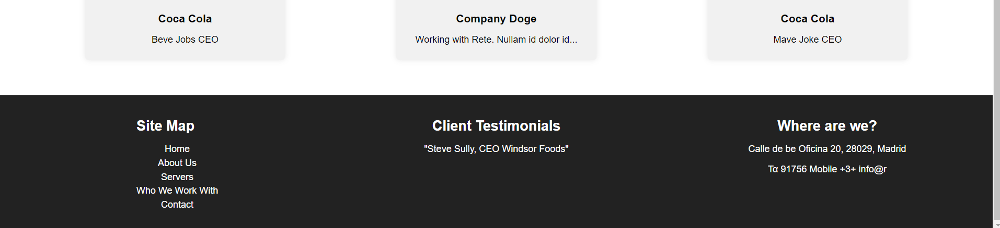 Coca Cola
Beve Jobs CEO
Company Doge
Working with Rete. Nullam id dolor id...
Coca Cola
Mave Joke CEO
Site Map
Home
About Us
Servers
Who We Work With
Contact
Client Testimonials
"Steve Sully, CEO Windsor Foods"
Where are we?
Calle de be Oficina 20, 28029, Madrid
Tα 91756 Mobile +3+ info@r